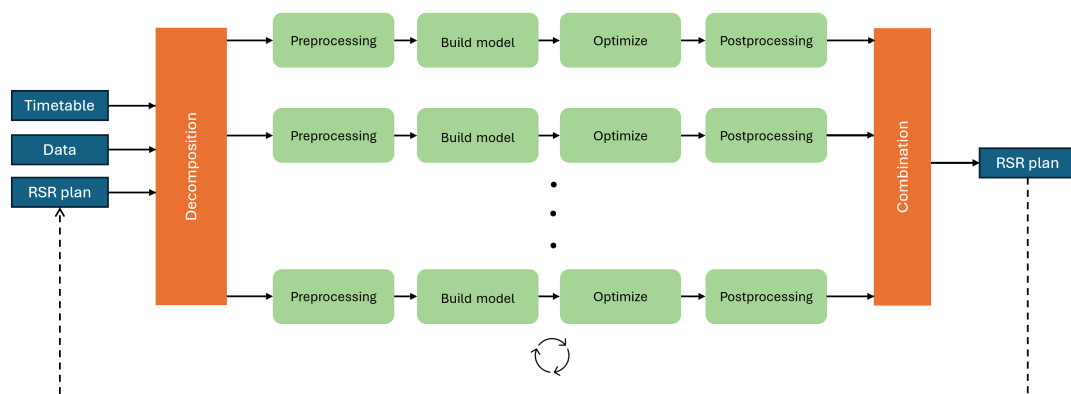 Timetable
Data
RSR plan
Decomposition
Preprocessing
Build model
Optimize
Postprocessing
Preprocessing
Build model
Optimize
Postprocessing
Preprocessing
Build model
Optimize
Postprocessing
Combination
RSR plan